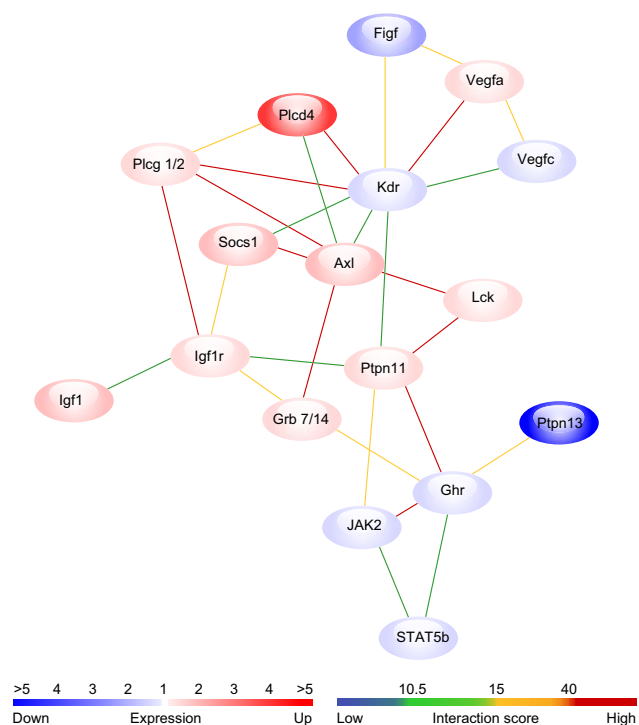 Figf
Vegfa
Plcd4
Plcg 1/2
Vegfc
Kdr
Socs1
Axl
Lck
Igf1r
Ptpn11
Igf1
Grb 7/14
Ptpn13
Ghr
JAK2
STAT5b
>5 4 3 2 1 2 3 4 >5
Down Expression Up
10.5 15 40
Low Interaction score High